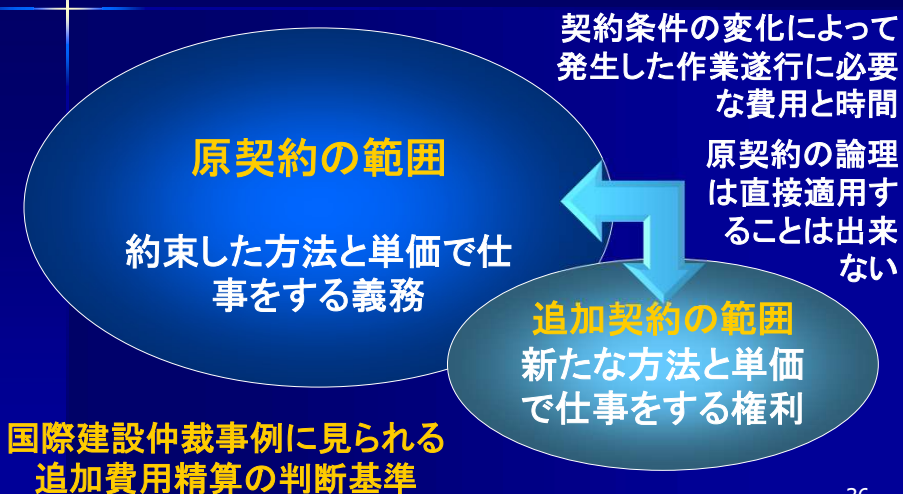 契約条件の変化によって
発生した作業遂行に必要
な費用と時間
原契約の範囲
原契約の論理
は直接適用す
ることは出来
ない
約束した方法と単価で仕
事をする義務
追加契約の範囲
新たな方法と単価
で仕事をする権利
国際建設仲裁事例に見られる
追加費用精算の判断基準